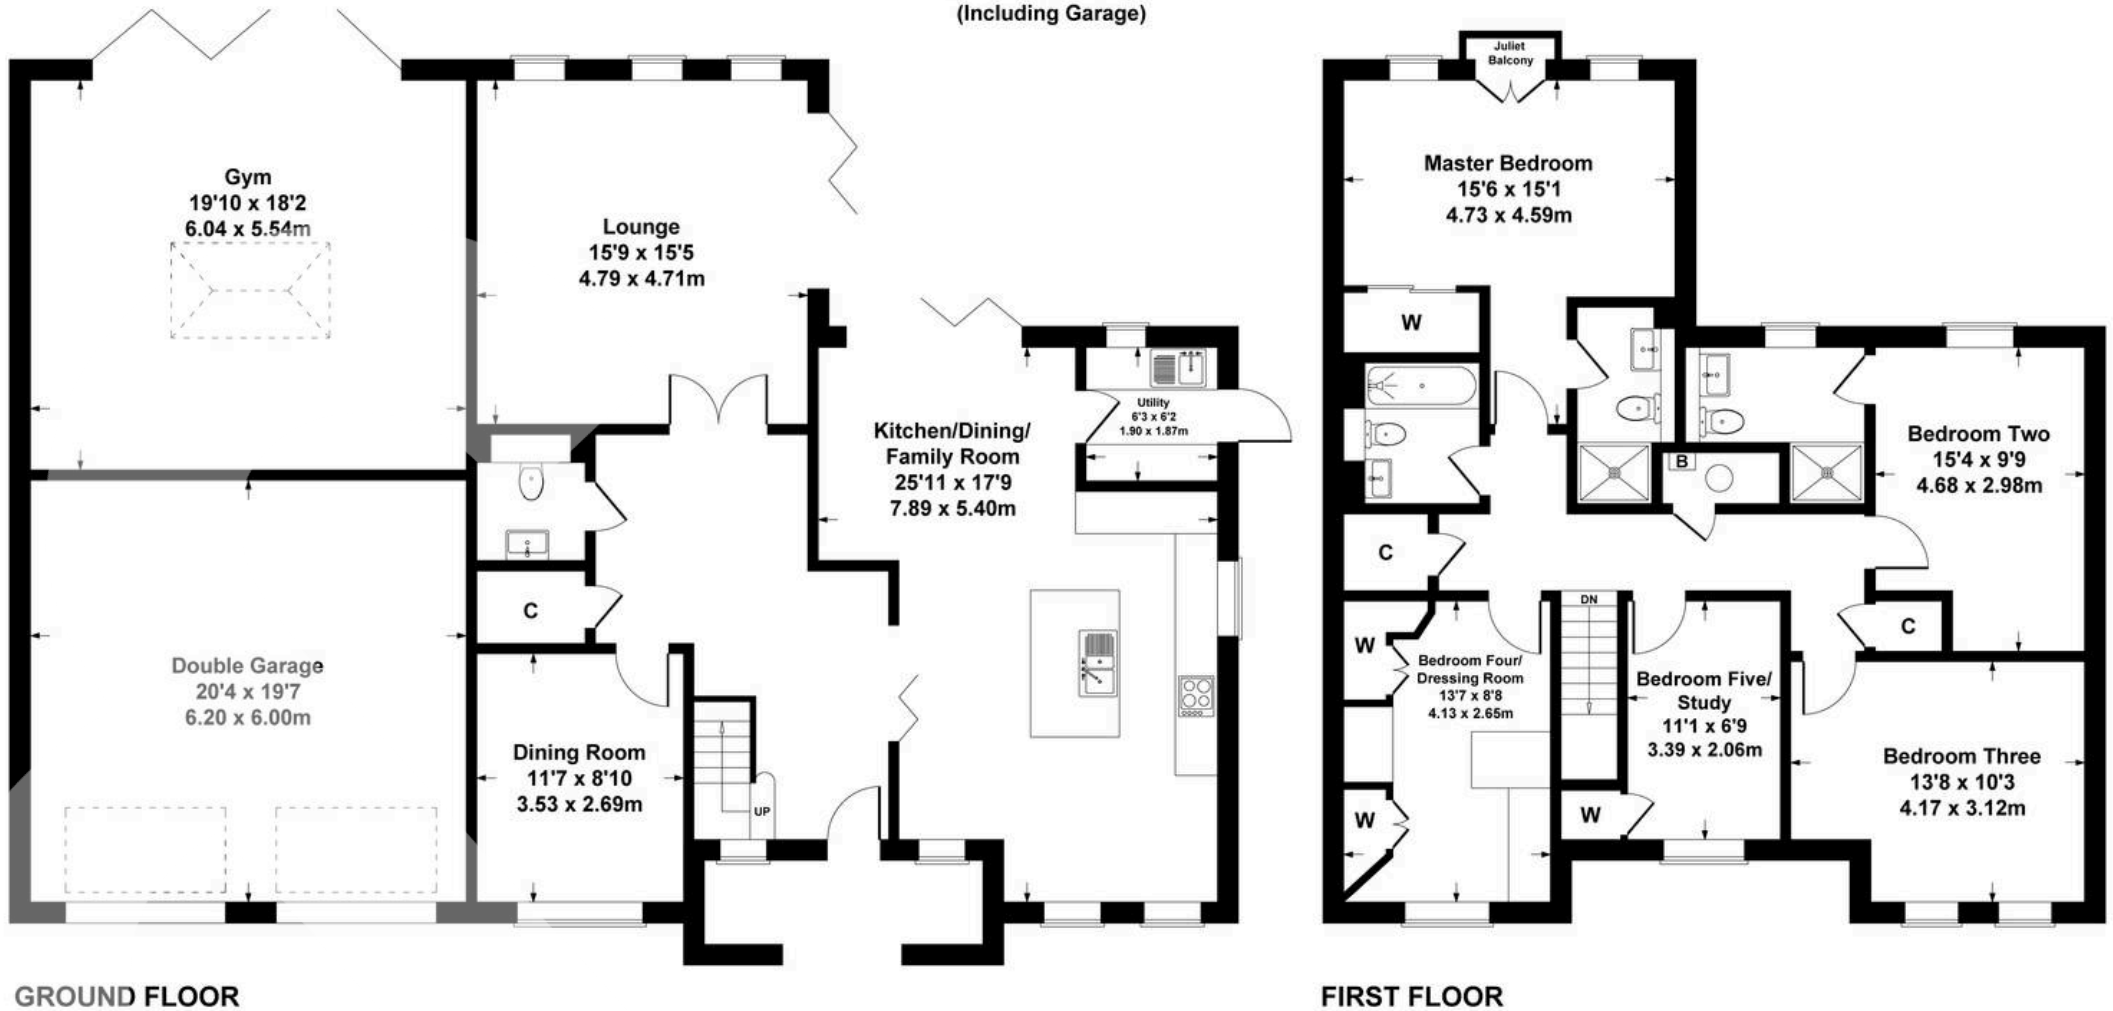 (Including Garage)
Gym
19'10 x 18'2
6.04 x 5.54m
Lounge
15'9 x 15'5
4.79 x 4.71m
Kitchen/Dining/
Family Room
25'11 x 17'9
7.89 x 5.40m
Utility
6'3 x 6'2
1.90 x 1.87m
C
Double Garage
20'4 x 19'7
6.20 x 6.00m
Dining Room
11'7 x 8'10
3.53 x 2.69m
UP
GROUND FLOOR
Juliet
Balcony
Master Bedroom
15'6 x 15'1
4.73 x 4.59m
W
B
Bedroom Two
15'4 x 9'9
4.68 x 2.98m
C
DN
C
W
Bedroom Four/
Dressing Room
13'7 x 8'8
4.13 x 2.65m
Bedroom Five/
Study
11'1 x 6'9
3.39 x 2.06m
Bedroom Three
13'8 x 10'3
4.17 x 3.12m
W
W
FIRST FLOOR